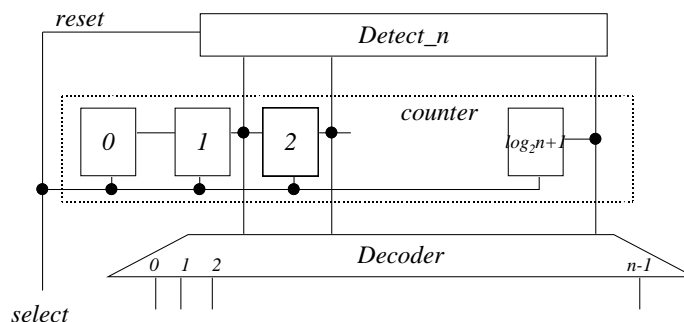 reset
Detect_n
counter
0 1 2 log₂n+1
Decoder
0 1 2 n-1
select